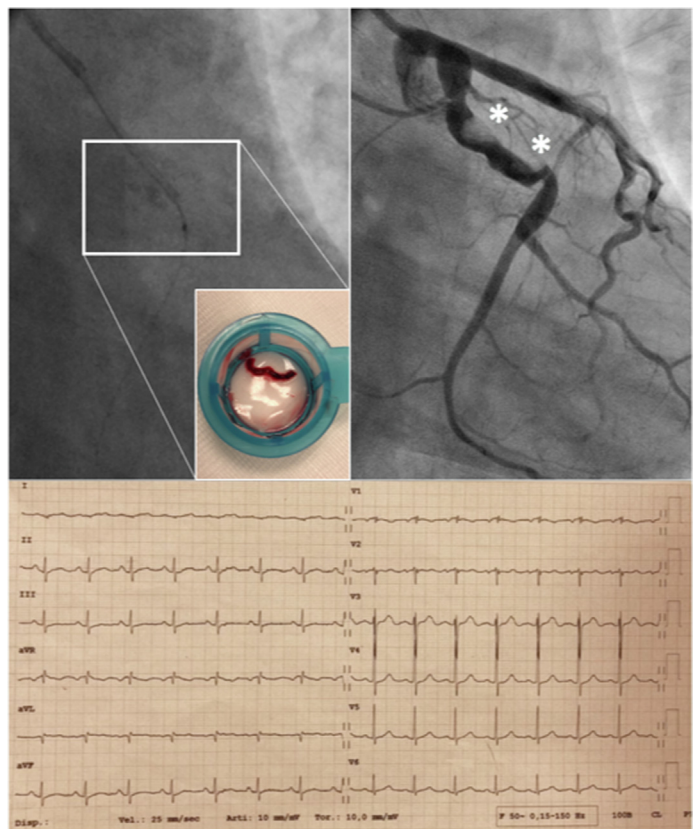 * *
I
V1
II
V2
III
V3
aVR
V4
aVL
V5
aVF
V6
Disp.: Vel.: 25 mm/sec Arti: 10 mm/mV Tor.: 10,0 mm/mV F 50~ 0,15-150 Hz 100B CL